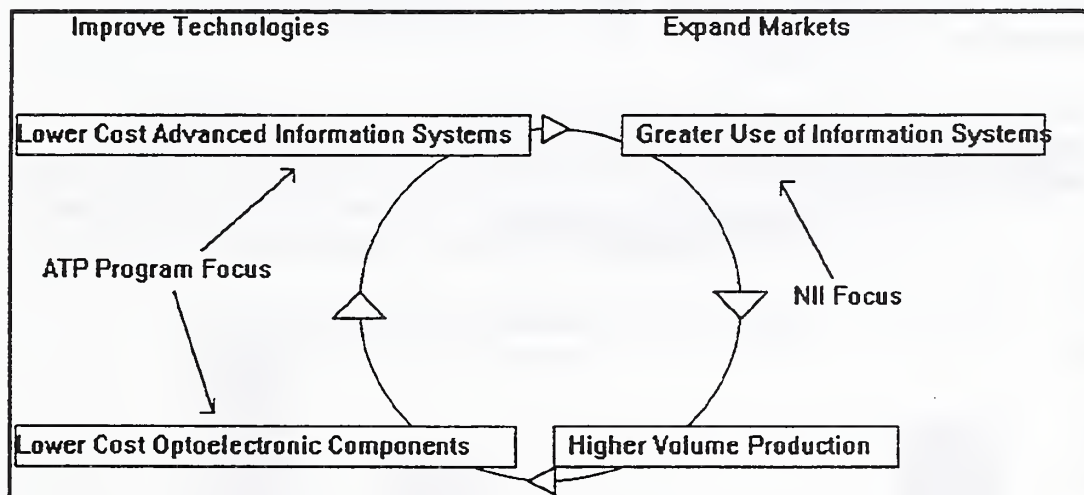 Improve Technologies
Expand Markets
Lower Cost Advanced Information Systems
Greater Use of Information Systems
ATP Program Focus
NII Focus
Lower Cost Optoelectronic Components
Higher Volume Production